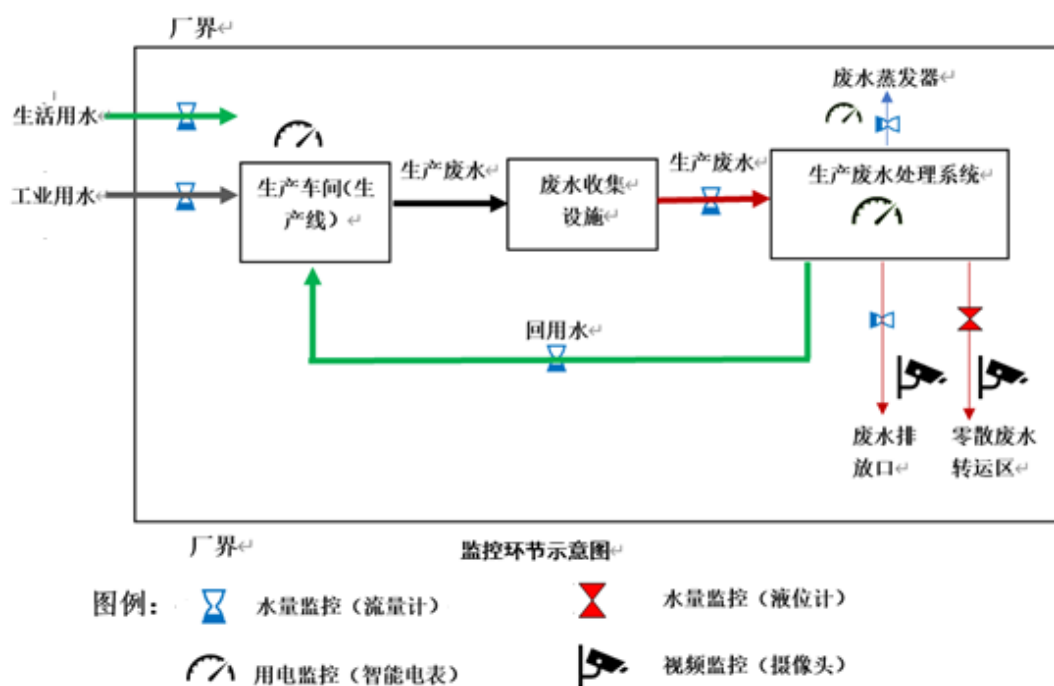 厂界
废水蒸发器
生活用水
工业用水
生产车间（生
产线）
生产废水
废水收集
设施
生产废水
生产废水处理系统
回用水
废水排
放口
零散废水
转运区
厂界
监控环节示意图
图例：
水量监控（流量计）
水量监控（液位计）
用电监控（智能电表）
视频监控（摄像头）